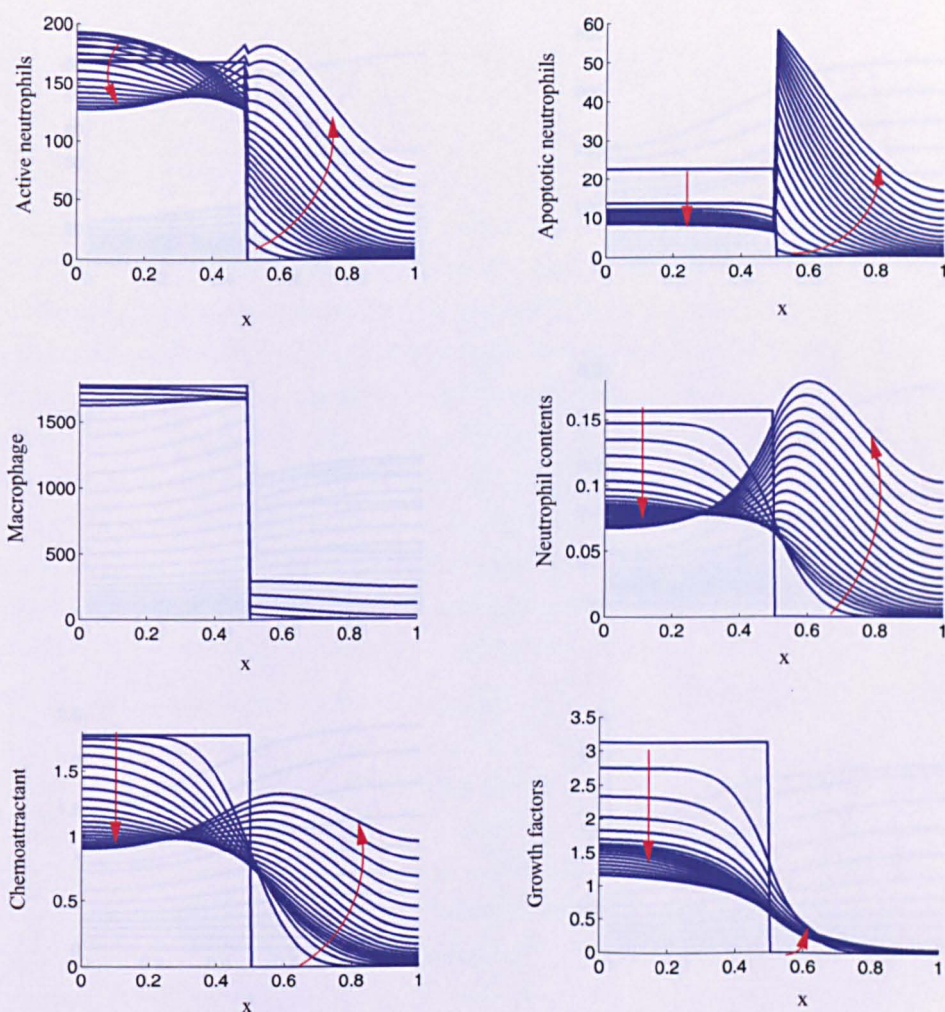 200
150
100
50
0
Active neutrophils
0 0.2 0.4 0.6 0.8 1
x
60
50
40
30
20
10
0
Apoptotic neutrophils
0 0.2 0.4 0.6 0.8 1
x
1500
1000
500
0
Macrophage
0 0.2 0.4 0.6 0.8 1
x
0.15
0.1
0.05
0
Neutrophil contents
0 0.2 0.4 0.6 0.8 1
x
1.5
1
0.5
0
Chemoattractant
0 0.2 0.4 0.6 0.8 1
x
3.5
3
2.5
2
1.5
1
0.5
0
Growth factors
0 0.2 0.4 0.6 0.8 1
x